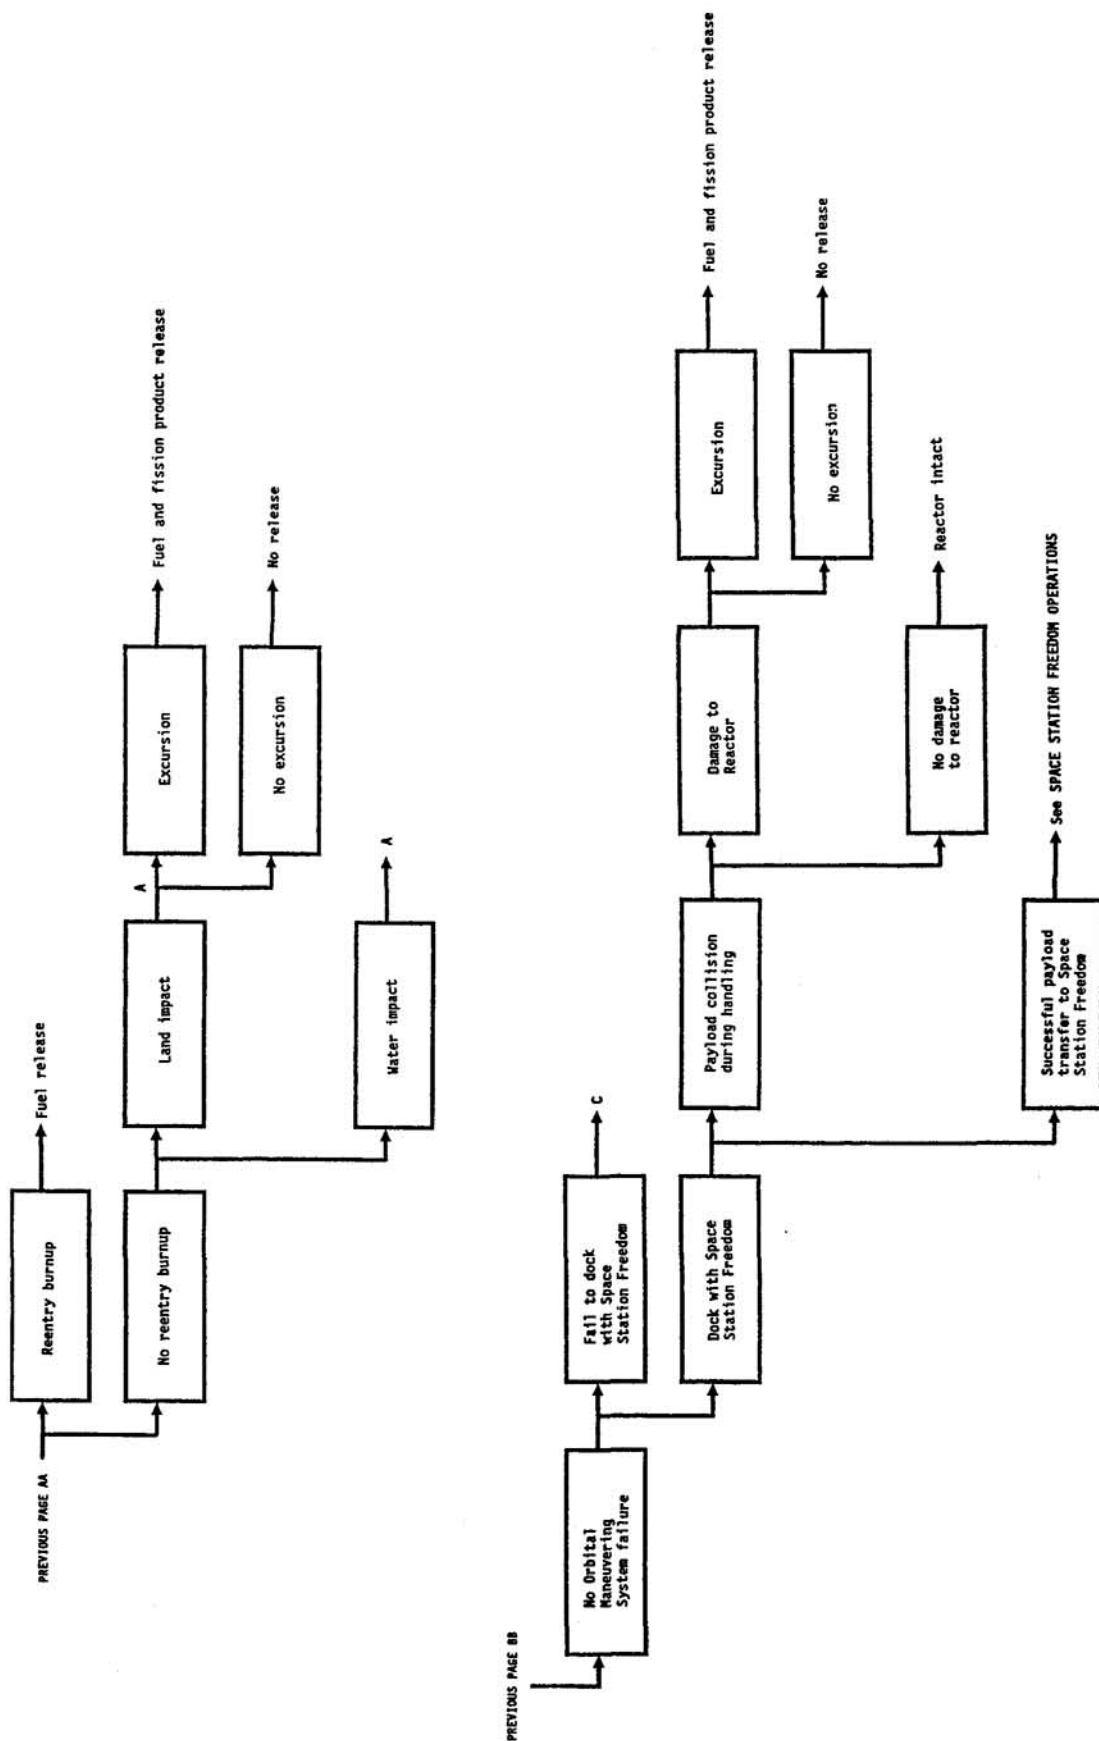 PREVIOUS PAGE AA
Reentry burnup
Fuel release
No reentry burnup
Land impact
A
Excursion
Fuel and fission product release
No excursion
No release
Water impact
A
PREVIOUS PAGE BB
No Orbital
Maneuvering
System failure
Fail to dock
with Space
Station Freedom
C
Dock with Space
Station Freedom
Payload collision
during handling
Damage to
Reactor
Excursion
Fuel and fission product release
No excursion
No release
No damage
to reactor
Reactor intact
Successful payload
transfer to Space
Station Freedom
See SPACE STATION FREEDOM OPERATIONS